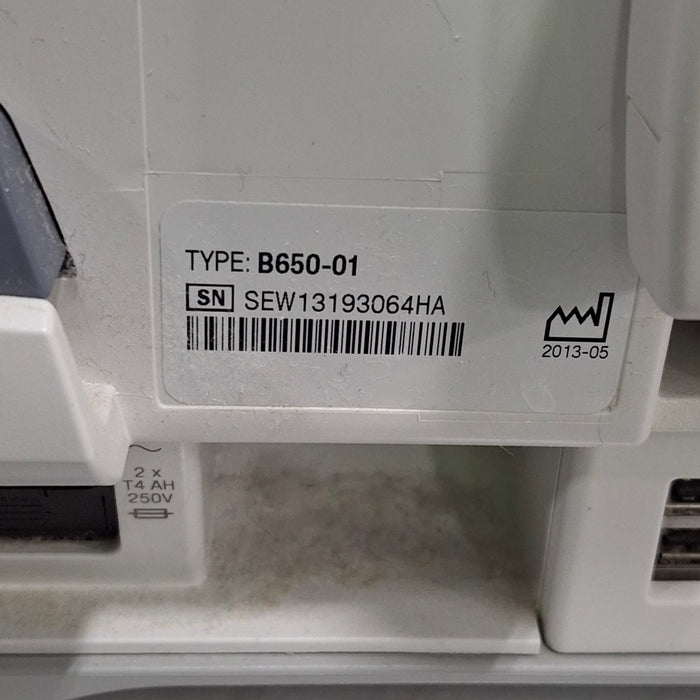 TYPE: B650-01
SN SEW13193064HA
2013-05
2 x
T4 AH
250V